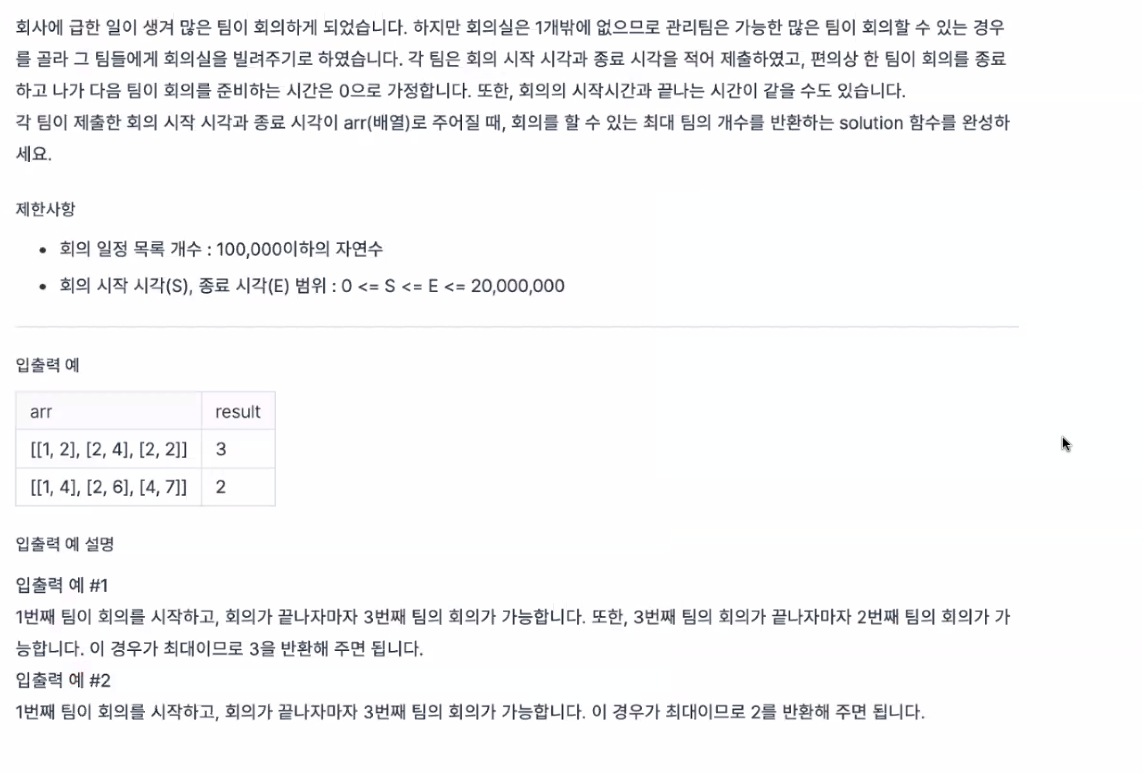 회사에 급한 일이 생겨 많은 팀이 회의하게 되었습니다. 하지만 회의실은 1개밖에 없으므로 관리팀은 가능한 많은 팀이 회의할 수 있는 경우
를 골라 그 팀들에게 회의실을 빌려주기로 하였습니다. 각 팀은 회의 시작 시각과 종료 시각을 적어 제출하였고, 편의상 한 팀이 회의를 종료
하고 나가 다음 팀이 회의를 준비하는 시간은 0으로 가정합니다. 또한, 회의의 시작시간과 끝나는 시간이 같을 수도 있습니다.
각 팀이 제출한 회의 시작 시각과 종료 시각이 arr(배열)로 주어질 때, 회의를 할 수 있는 최대 팀의 개수를 반환하는 solution 함수를 완성하
세요.
제한사항
• 회의 일정 목록 개수 : 100,000이하의 자연수
• 회의 시작 시각(S), 종료 시각(E) 범위 : 0 <= S <= E <= 20,000,000
입출력 예
arr result
[[1, 2], [2, 4], [2, 2]] 3
[[1, 4], [2, 6], [4, 7]] 2
입출력 예 설명
입출력 예 #1
1번째 팀이 회의를 시작하고, 회의가 끝나자마자 3번째 팀의 회의가 가능합니다. 또한, 3번째 팀의 회의가 끝나자마자 2번째 팀의 회의가 가
능합니다. 이 경우가 최대이므로 3을 반환해 주면 됩니다.
입출력 예 #2
1번째 팀이 회의를 시작하고, 회의가 끝나자마자 3번째 팀의 회의가 가능합니다. 이 경우가 최대이므로 2를 반환해 주면 됩니다.